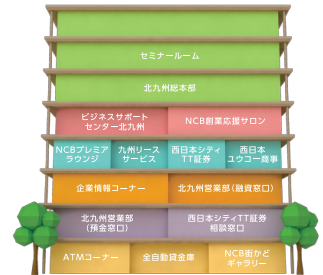 セミナールーム
北九州総本部
ビジネスサポート
センター北九州
NCB創業応援サロン
NCBプレミア
ラウンジ
九州リース
サービス
西日本シティ
TT証券
西日本
ユウコー商事
企業情報コーナー
北九州営業部(融資窓口)
北九州営業部
(預金窓口)
西日本シティTT証券
相談窓口
ATMコーナー
全自動貸金庫
NCB街かど
ギャラリー